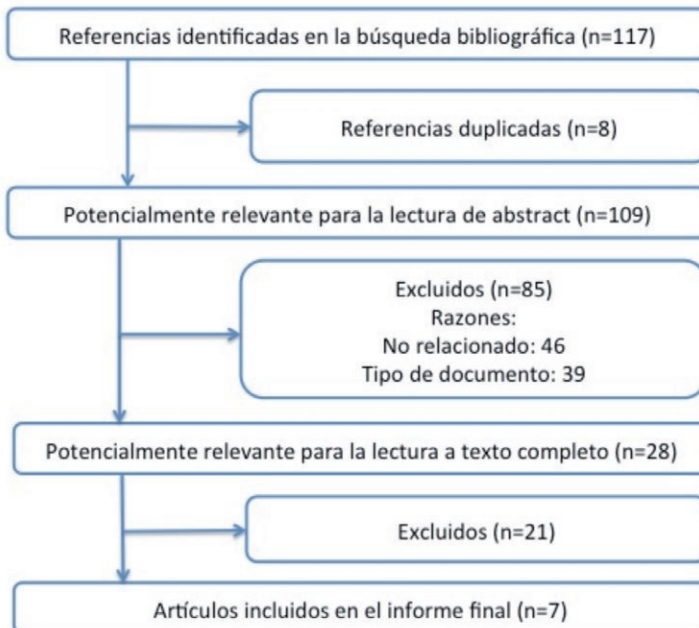 Referencias identificadas en la búsqueda bibliográfica (n=117)
Referencias duplicadas (n=8)
Potencialmente relevante para la lectura de abstract (n=109)
Excluidos (n=85)
Razones:
No relacionado: 46
Tipo de documento: 39
Potencialmente relevante para la lectura a texto completo (n=28)
Excluidos (n=21)
Artículos incluidos en el informe final (n=7)